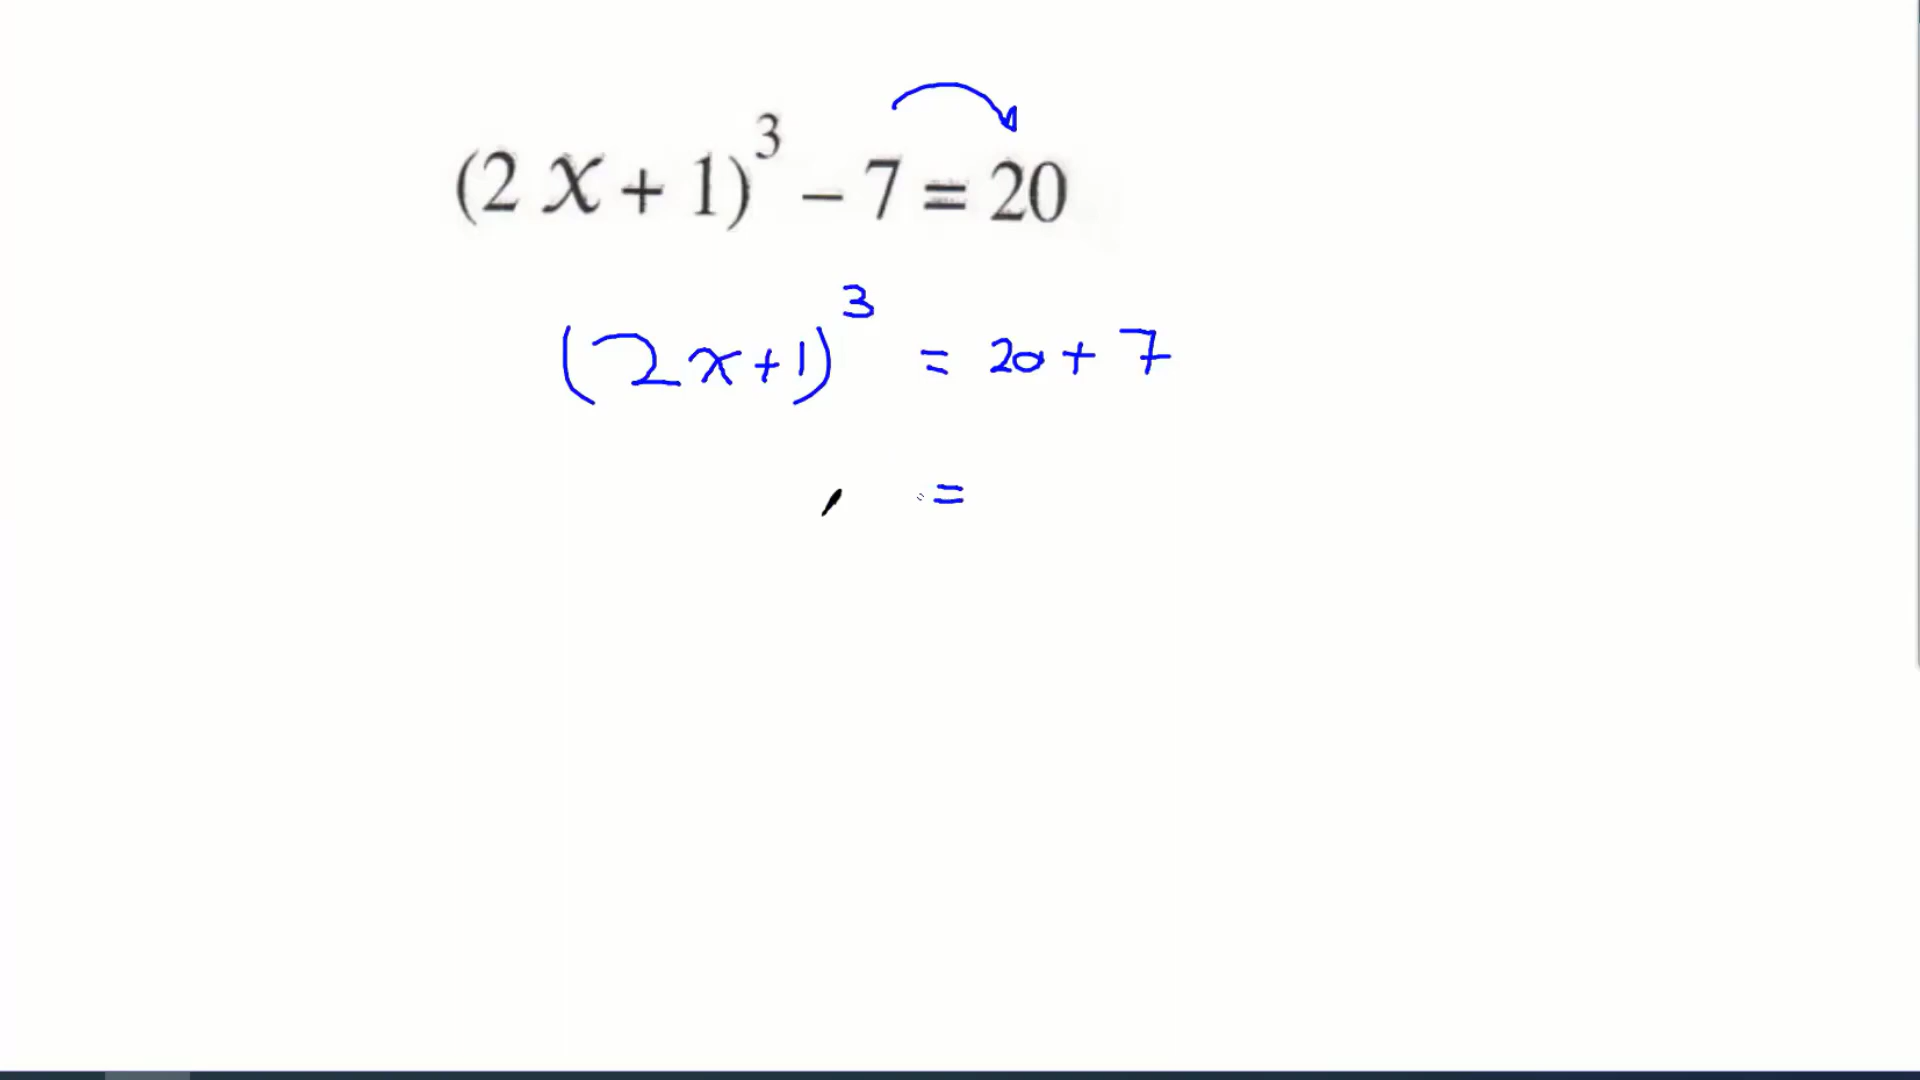 (2x + 1)³ − 7 = 20
(2x+1)³ = 20+7
=